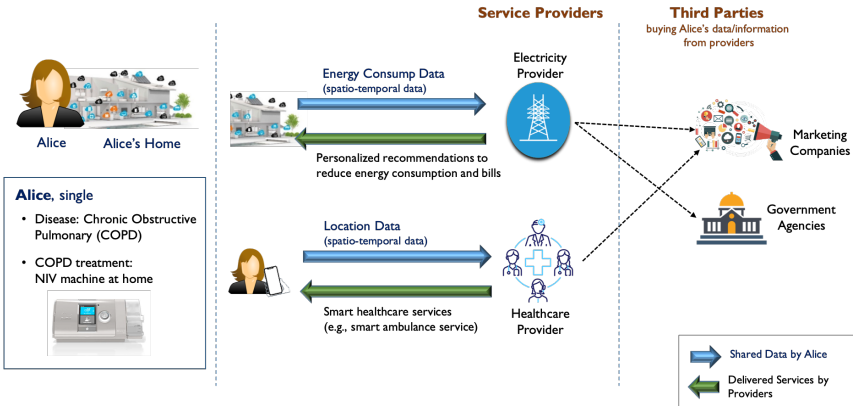 Service Providers
Third Parties
buying Alice's data/information
from providers
Alice
Alice's Home
Alice, single
• Disease: Chronic Obstructive
Pulmonary (COPD)
• COPD treatment:
NIV machine at home
Energy Consump Data
(spatio-temporal data)
Electricity
Provider
Personalized recommendations to
reduce energy consumption and bills
Location Data
(spatio-temporal data)
Smart healthcare services
(e.g., smart ambulance service)
Healthcare
Provider
Marketing
Companies
Government
Agencies
Shared Data by Alice
Delivered Services by
Providers